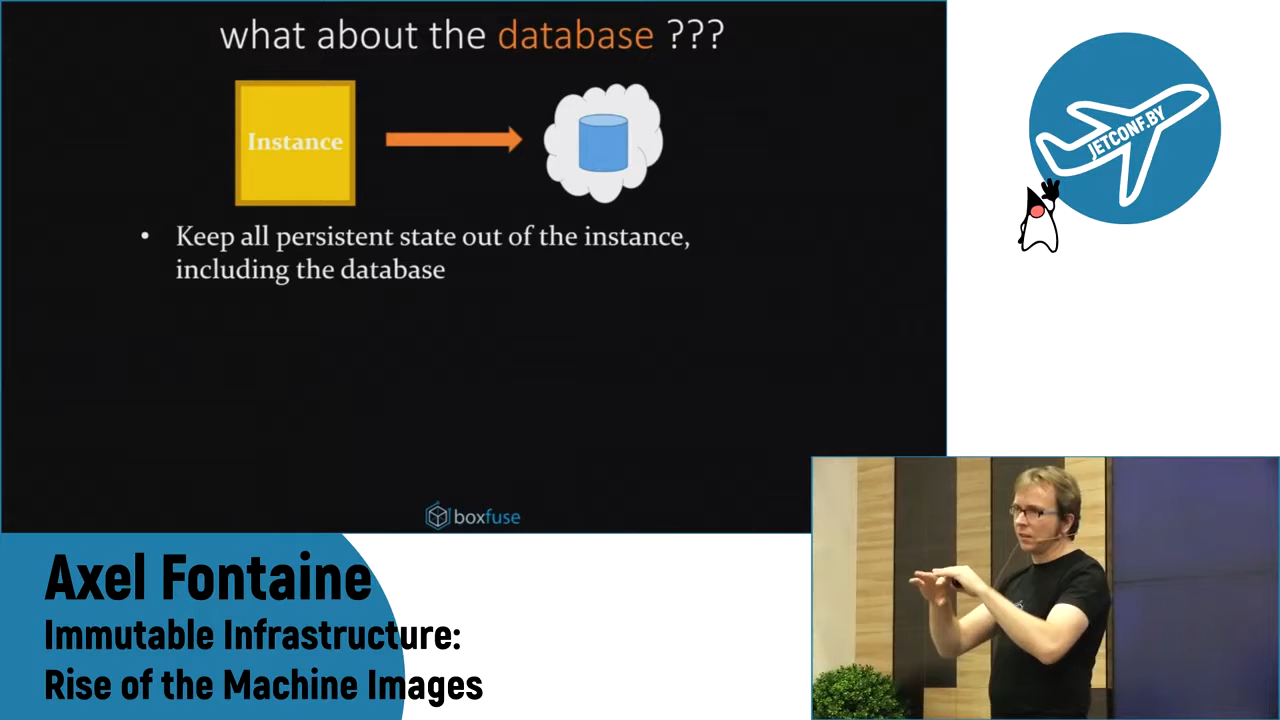 what about the database ???
Instance
• Keep all persistent state out of the instance,
including the database
boxfuse
JETCONF.BY
Axel Fontaine
Immutable Infrastructure:
Rise of the Machine Images